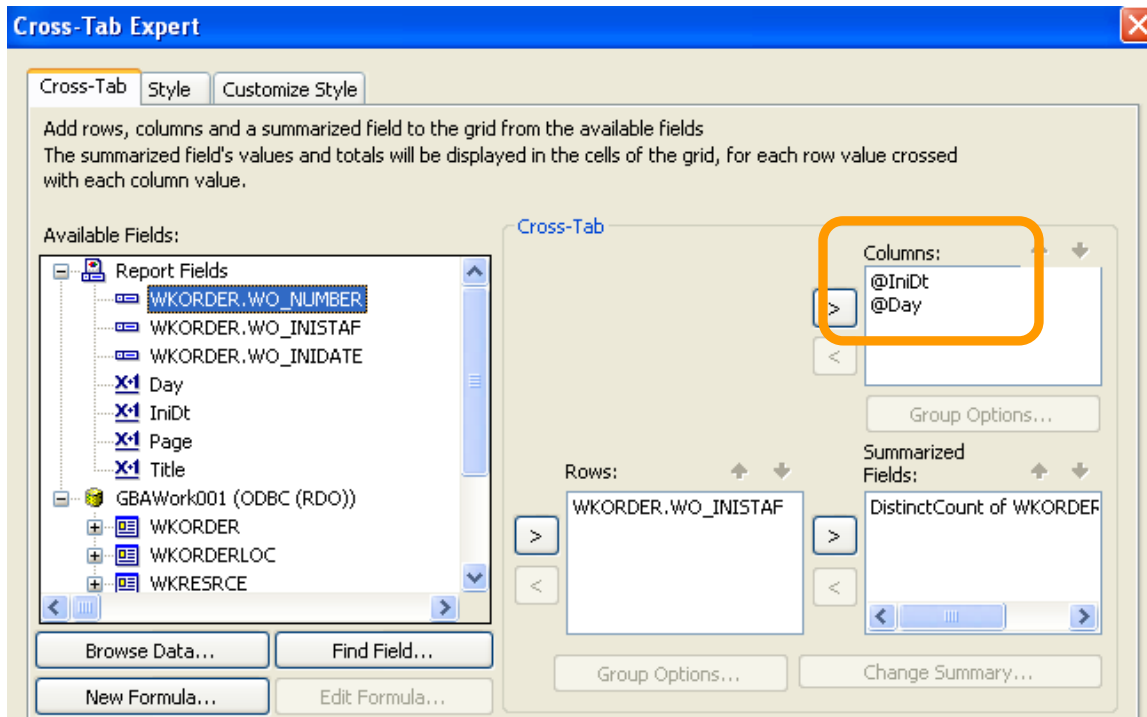 Cross-Tab Expert
Cross-Tab
Style
Customize Style
Add rows, columns and a summarized field to the grid from the available fields
The summarized field's values and totals will be displayed in the cells of the grid, for each row value crossed
with each column value.
Available Fields:
Report Fields
WKORDER.WO_NUMBER
WKORDER.WO_INISTAF
WKORDER.WO_INIDATE
X+1 Day
X+1 IniDt
X+1 Page
X+1 Title
GBAWork001 (ODBC (RDO))
WKORDER
WKORDERLOC
WKRESRCE
Browse Data...
Find Field...
New Formula...
Edit Formula...
Cross-Tab
Columns:
@IniDt
@Day
>
<
Group Options...
Rows:
WKORDER.WO_INISTAF
>
<
Group Options...
Summarized
Fields:
DistinctCount of WKORDER
>
<
Change Summary...